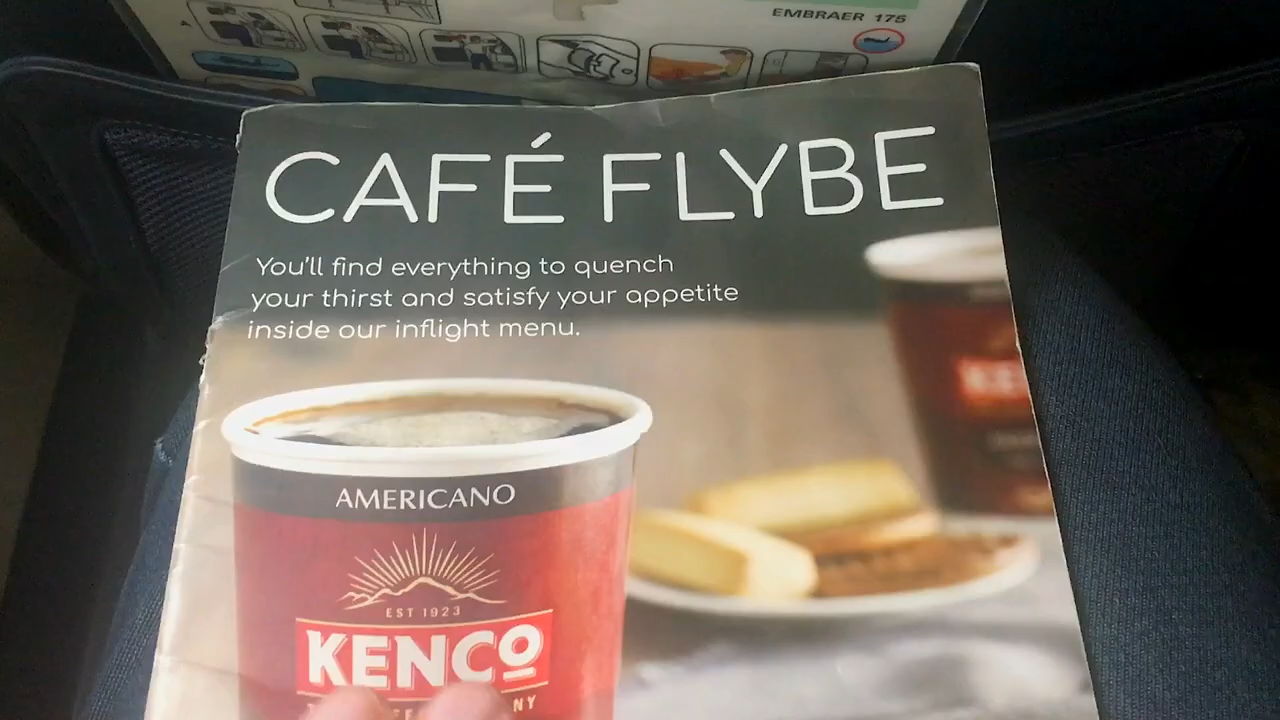 EMBRAER 175
CAFÉ FLYBE
You'll find everything to quench
your thirst and satisfy your appetite
inside our inflight menu.
AMERICANO
EST 1923
KENCO
KE